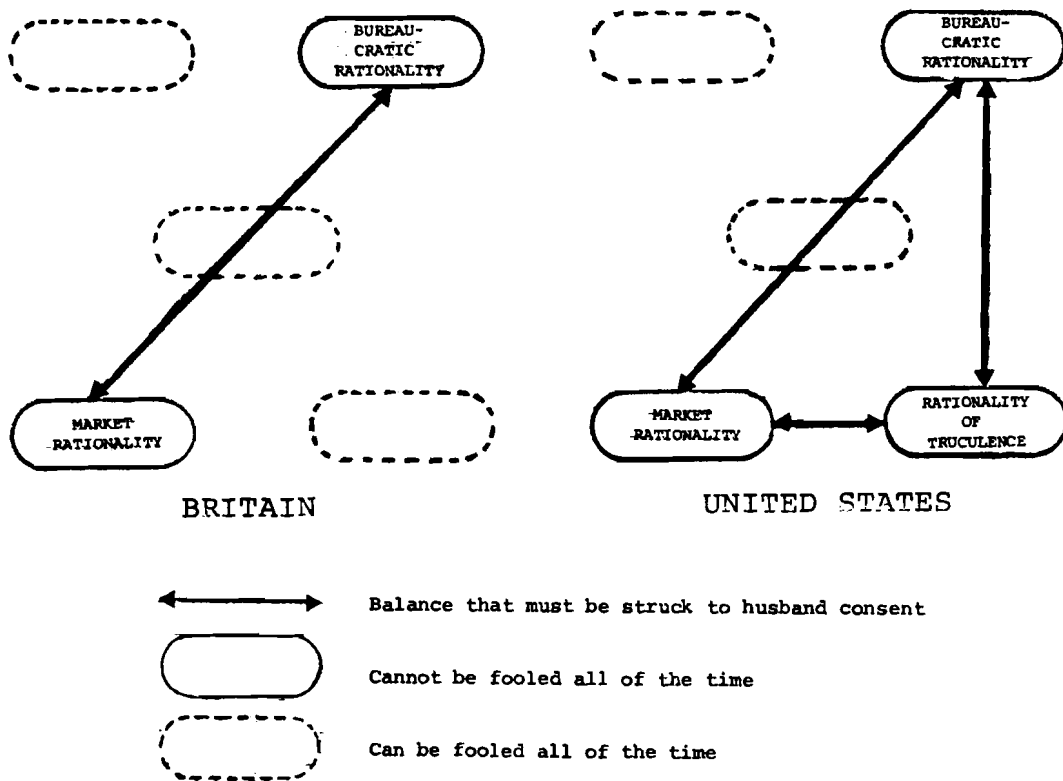 BUREAU-
CRATIC
RATIONALITY
BUREAU-
CRATIC
RATIONALITY
MARKET
RATIONALITY
MARKET
RATIONALITY
RATIONALITY
OF
TRUCULENCE
BRITAIN
UNITED STATES
Balance that must be struck to husband consent
Cannot be fooled all of the time
Can be fooled all of the time